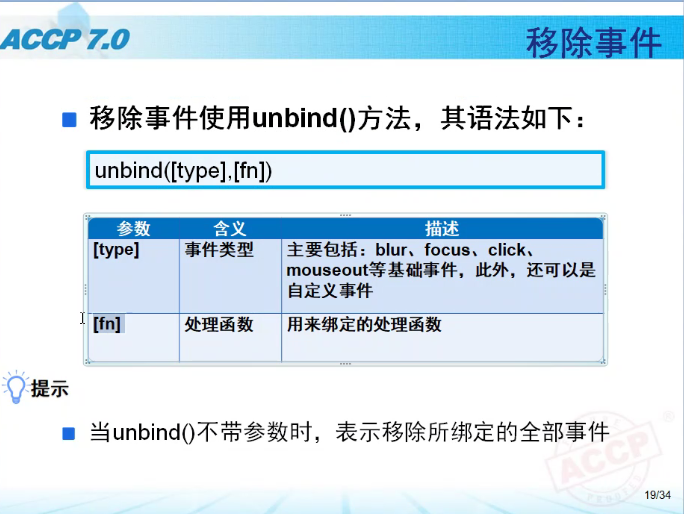 ACCP 7.0
移除事件
移除事件使用unbind()方法，其语法如下：
unbind([type],[fn])
参数 含义 描述
[type] 事件类型 主要包括：blur、focus、click、
mouseout等基础事件，此外，还可以是
自定义事件
[fn] 处理函数 用来绑定的处理函数
提示
当unbind()不带参数时，表示移除所绑定的全部事件
ACCP
19/34